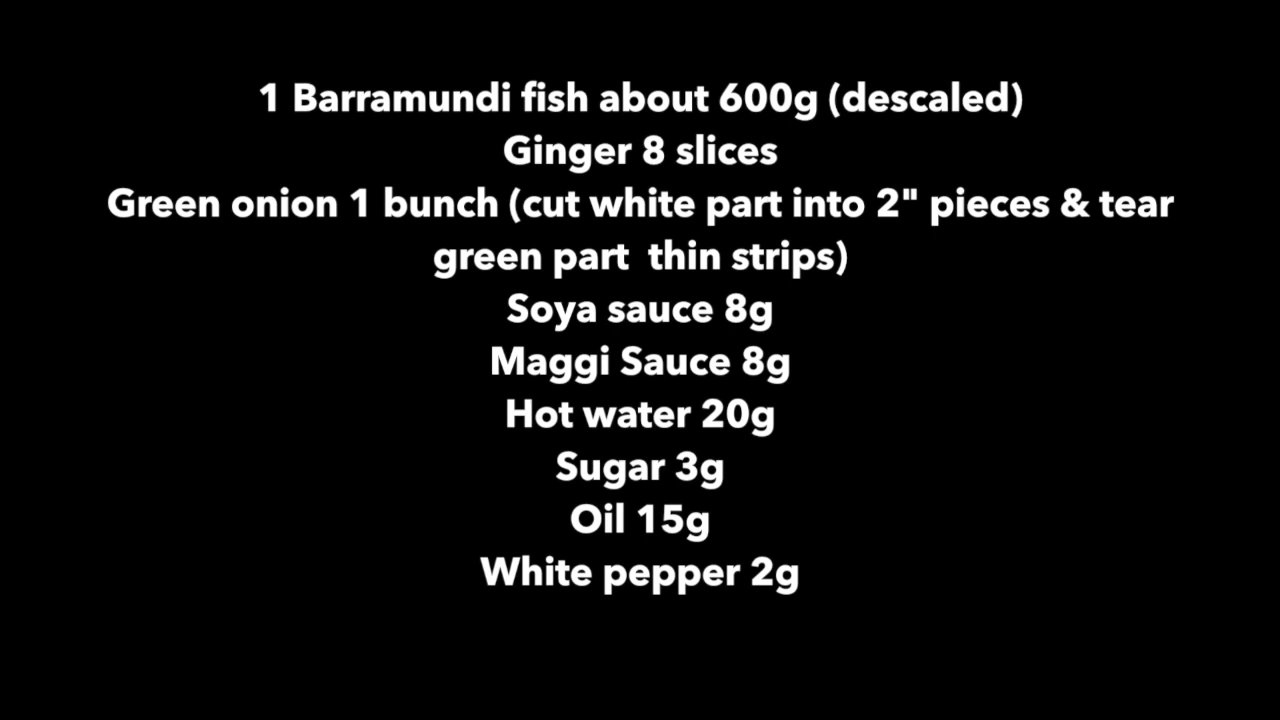 1 Barramundi fish about 600g (descaled)
Ginger 8 slices
Green onion 1 bunch (cut white part into 2" pieces & tear
green part  thin strips)
Soya sauce 8g
Maggi Sauce 8g
Hot water 20g
Sugar 3g
Oil 15g
White pepper 2g